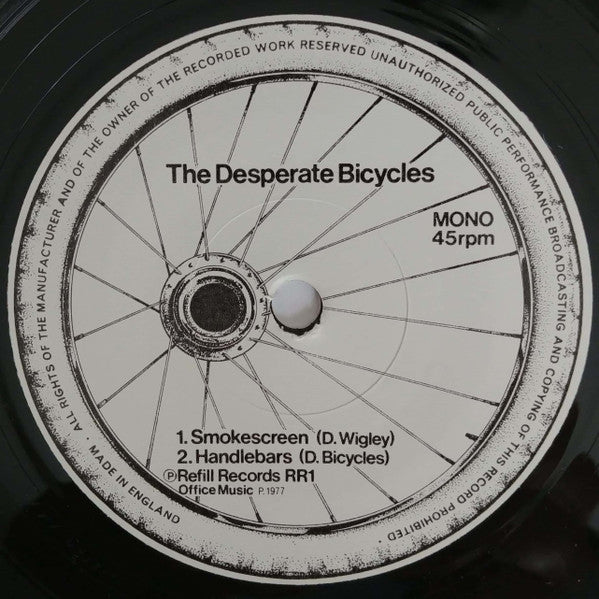 · ALL RIGHTS OF THE MANUFACTURER AND OF THE OWNER OF THE RECORDED WORK RESERVED UNAUTHORIZED PUBLIC PERFORMANCE BROADCASTING AND COPYING OF THIS RECORD PROHIBITED ·
The Desperate Bicycles
MONO
45rpm
1. Smokescreen (D. Wigley)
2. Handlebars (D. Bicycles)
ⓅRefill Records RR1
Office Music P. 1977
MADE IN ENGLAND